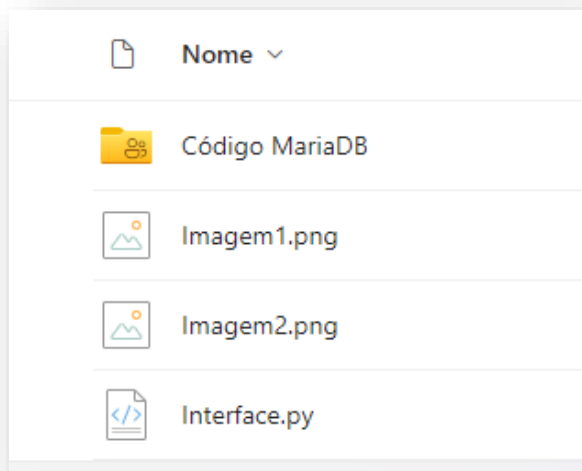 Nome
Código MariaDB
Imagem1.png
Imagem2.png
Interface.py